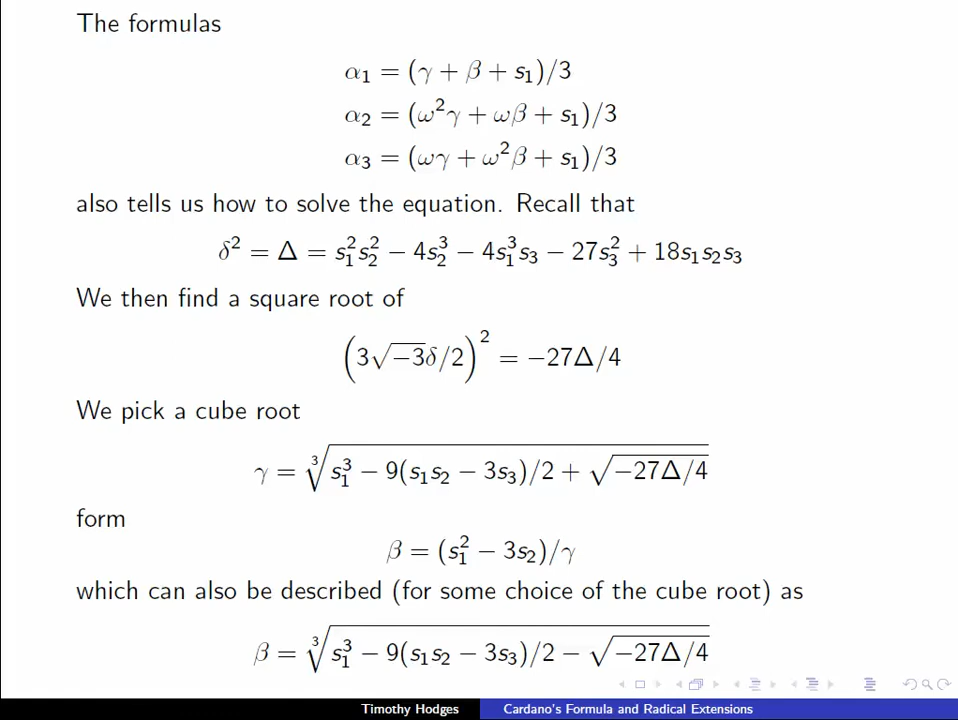 The formulas
α₁ = (γ + β + s₁)/3
α₂ = (ω²γ + ωβ + s₁)/3
α₃ = (ωγ + ω²β + s₁)/3
also tells us how to solve the equation. Recall that
δ² = Δ = s₁²s₂² − 4s₂³ − 4s₁³s₃ − 27s₃² + 18s₁s₂s₃
We then find a square root of
(3√−3δ/2)² = −27Δ/4
We pick a cube root
γ = ∛(s₁³ − 9(s₁s₂ − 3s₃)/2 + √(−27Δ/4))
form
β = (s₁² − 3s₂)/γ
which can also be described (for some choice of the cube root) as
β = ∛(s₁³ − 9(s₁s₂ − 3s₃)/2 − √(−27Δ/4))
Timothy Hodges Cardano's Formula and Radical Extensions